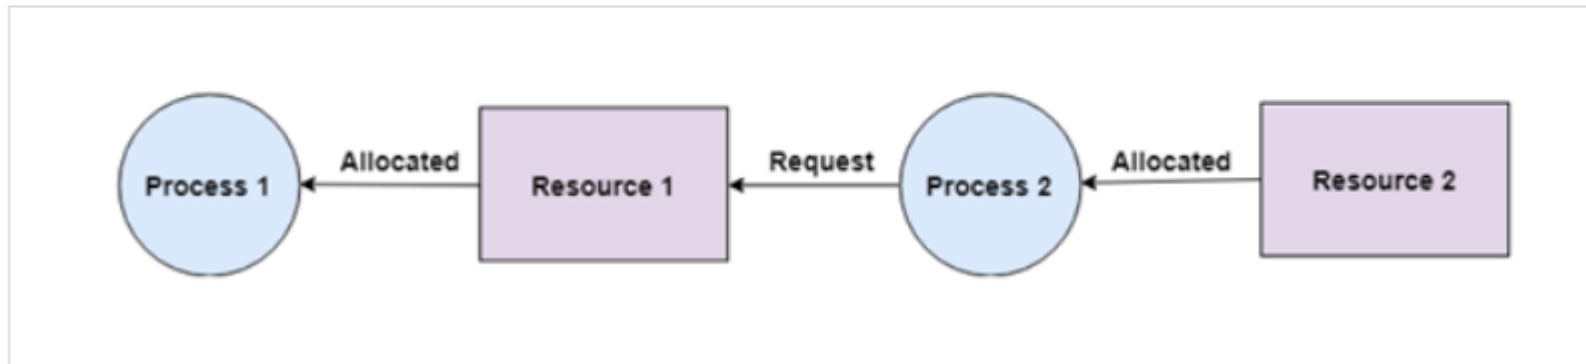 Process 1
Allocated
Resource 1
Request
Process 2
Allocated
Resource 2